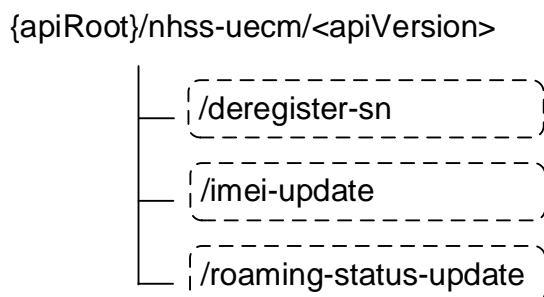 {apiRoot}/nhss-uecm/<apiVersion>
/deregister-sn
/imei-update
/roaming-status-update